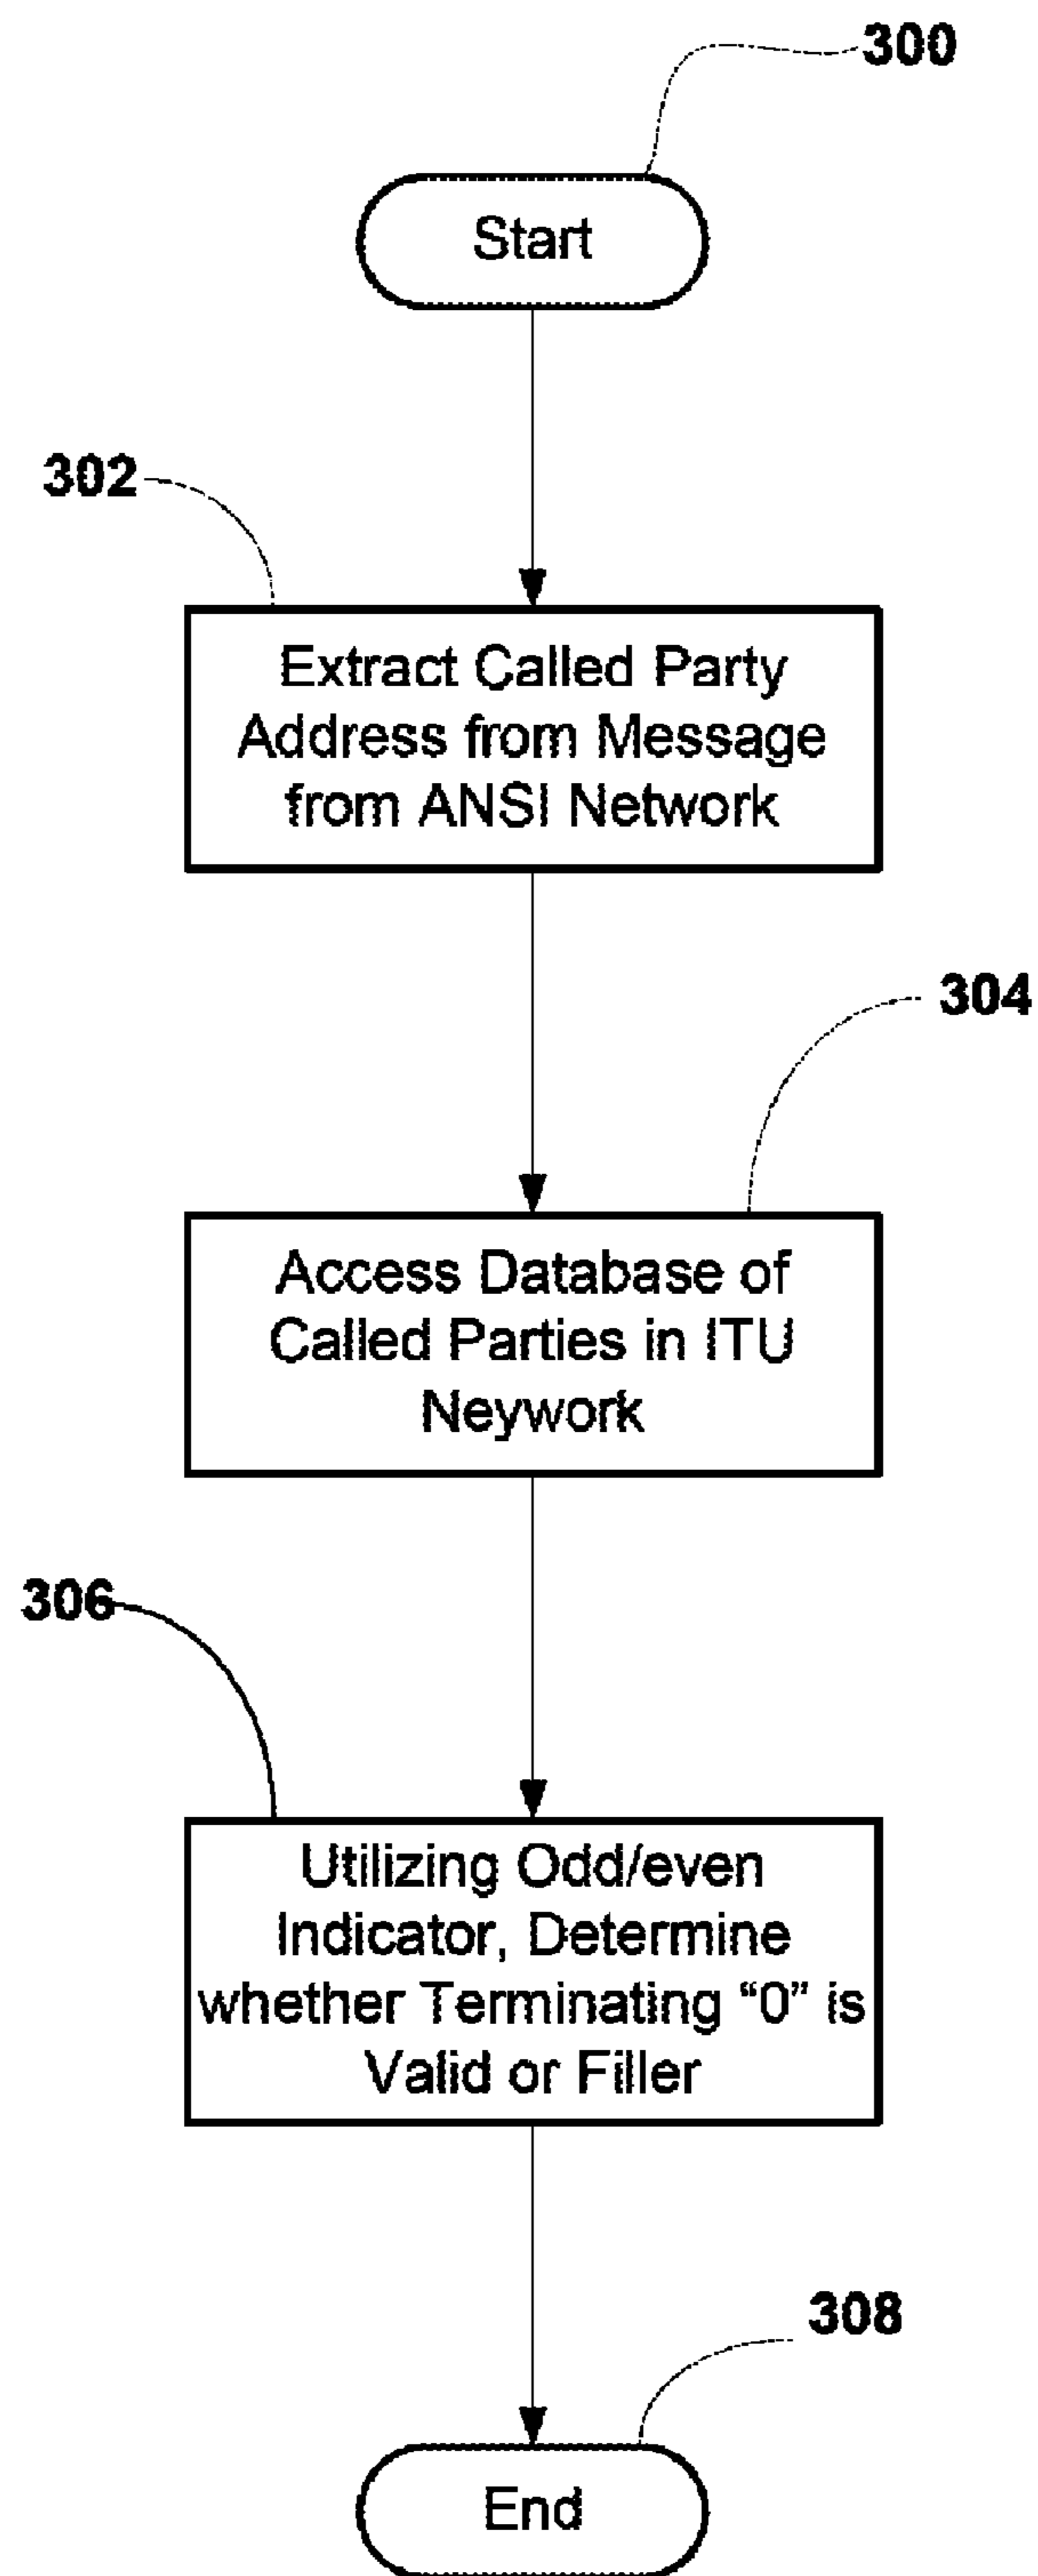 300
Start
302
Extract Called Party
Address from Message
from ANSI Network
304
Access Database of
Called Parties in ITU
Neywork
306
Utilizing Odd/even
Indicator, Determine
whether Terminating “0” is
Valid or Filler
308
End